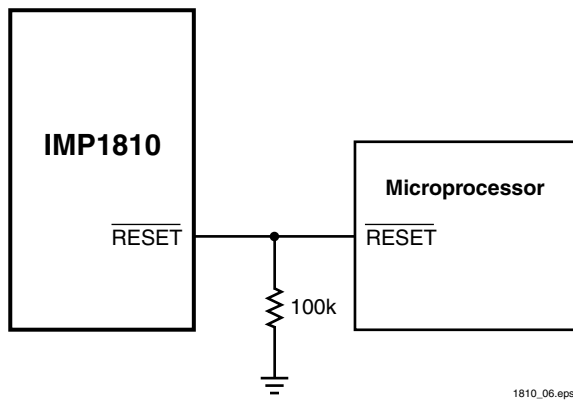 IMP1810
Microprocessor
RESET
RESET
100k
1810_06.eps